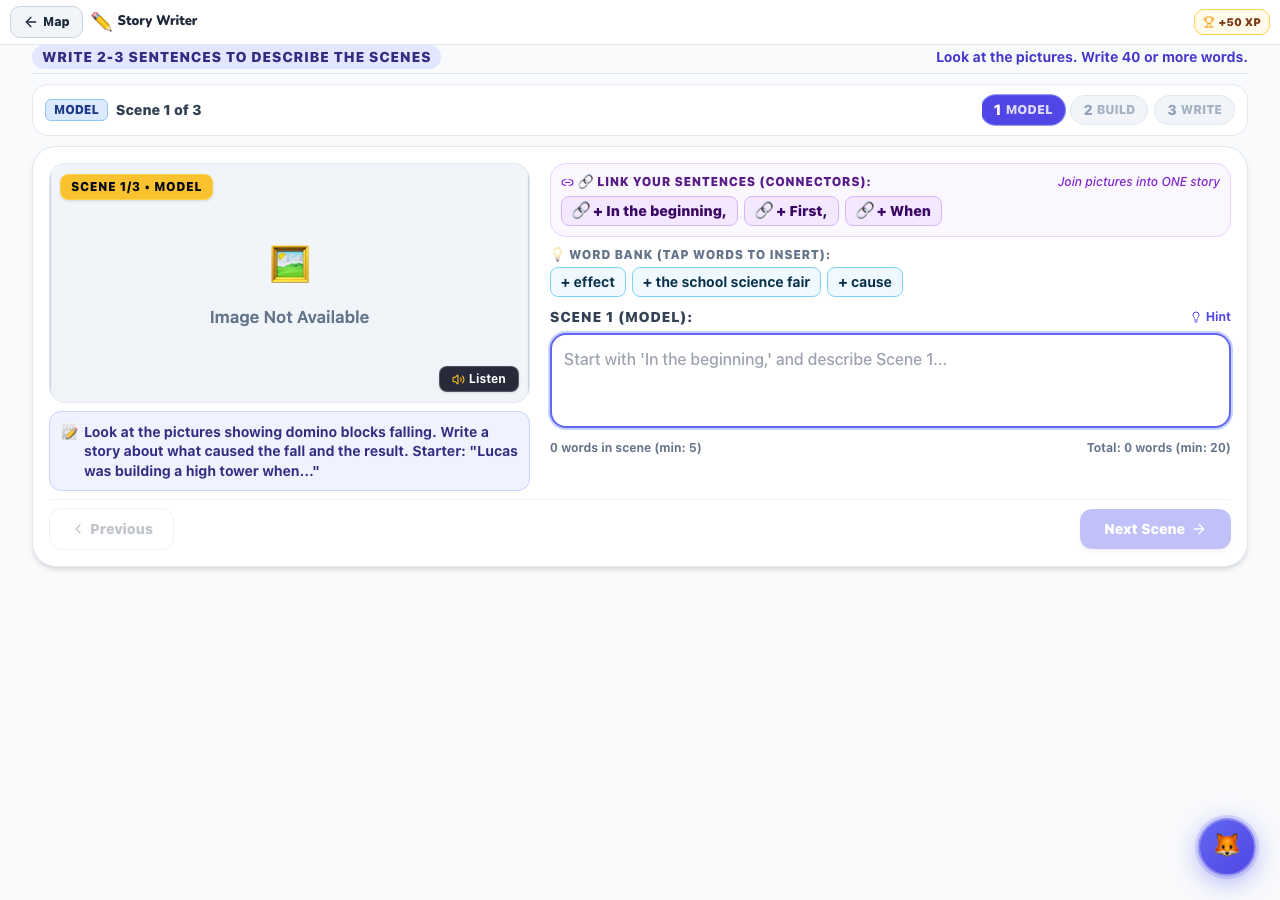 ← Map ✏️ Story Writer
🏆 +50 XP
WRITE 2-3 SENTENCES TO DESCRIBE THE SCENES
Look at the pictures. Write 40 or more words.
MODEL Scene 1 of 3
1 MODEL 2 BUILD 3 WRITE
SCENE 1/3 • MODEL
Image Not Available
Listen
📝 Look at the pictures showing domino blocks falling. Write a
story about what caused the fall and the result. Starter: "Lucas
was building a high tower when..."
🔗 LINK YOUR SENTENCES (CONNECTORS):
Join pictures into ONE story
🔗 + In the beginning, 🔗 + First, 🔗 + When
💡 WORD BANK (TAP WORDS TO INSERT):
+ effect + the school science fair + cause
SCENE 1 (MODEL):
Hint
Start with 'In the beginning,' and describe Scene 1...
0 words in scene (min: 5)
Total: 0 words (min: 20)
Previous
Next Scene →